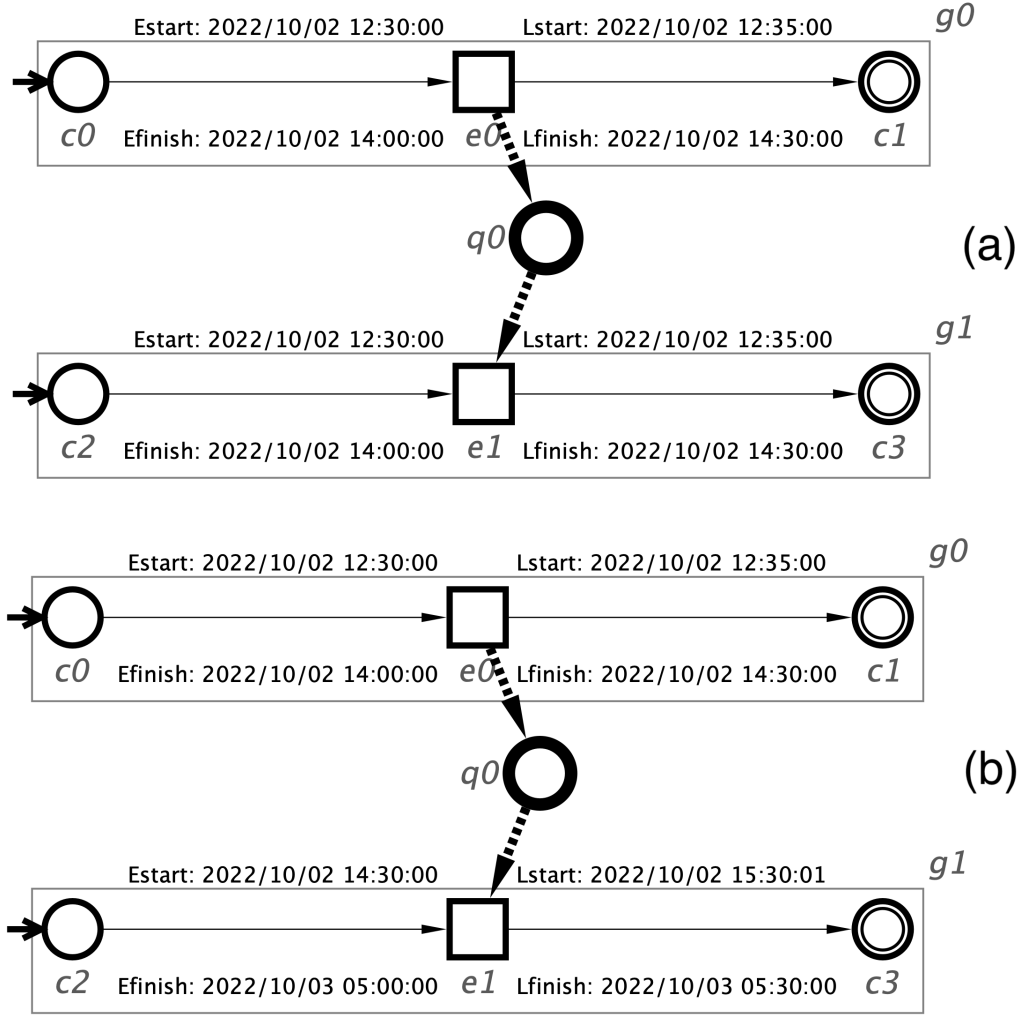 Estart: 2022/10/02 12:30:00 Lstart: 2022/10/02 12:35:00 g0
c0 Efinish: 2022/10/02 14:00:00 e0 Lfinish: 2022/10/02 14:30:00 c1
q0 (a)
Estart: 2022/10/02 12:30:00 Lstart: 2022/10/02 12:35:00 g1
c2 Efinish: 2022/10/02 14:00:00 e1 Lfinish: 2022/10/02 14:30:00 c3
Estart: 2022/10/02 12:30:00 Lstart: 2022/10/02 12:35:00 g0
c0 Efinish: 2022/10/02 14:00:00 e0 Lfinish: 2022/10/02 14:30:00 c1
q0 (b)
Estart: 2022/10/02 14:30:00 Lstart: 2022/10/02 15:30:01 g1
c2 Efinish: 2022/10/03 05:00:00 e1 Lfinish: 2022/10/03 05:30:00 c3